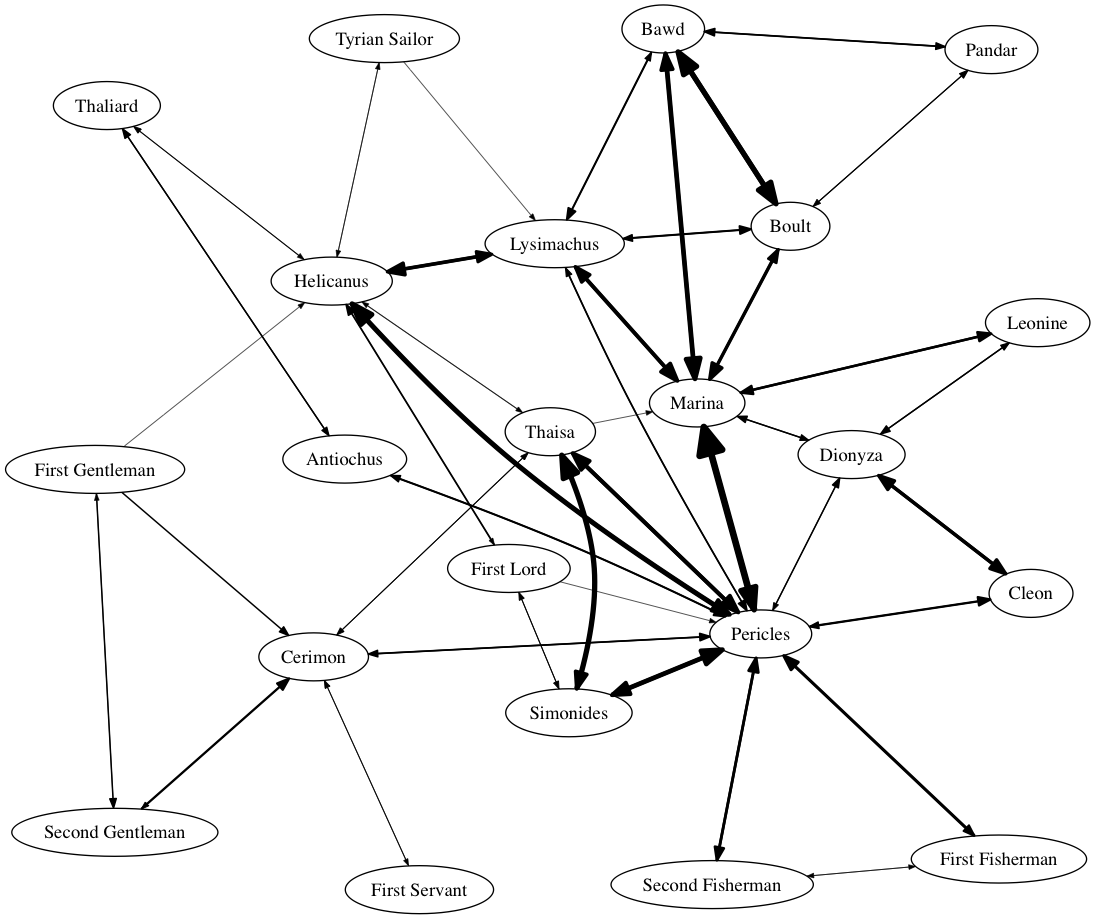 Bawd
Tyrian Sailor
Pandar
Thaliard
Boult
Lysimachus
Helicanus
Leonine
Marina
Thaisa
Dionyza
Antiochus
First Gentleman
First Lord
Cleon
Pericles
Cerimon
Simonides
Second Gentleman
First Fisherman
Second Fisherman
First Servant